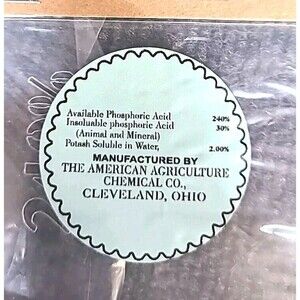 Available Phosphoric Acid 240%
Insoluable phosphoric Acid 30%
(Animal and Mineral)
Potash Soluble in Water, 2.00%
MANUFACTURED BY
THE AMERICAN AGRICULTURE
CHEMICAL CO.,
CLEVELAND, OHIO